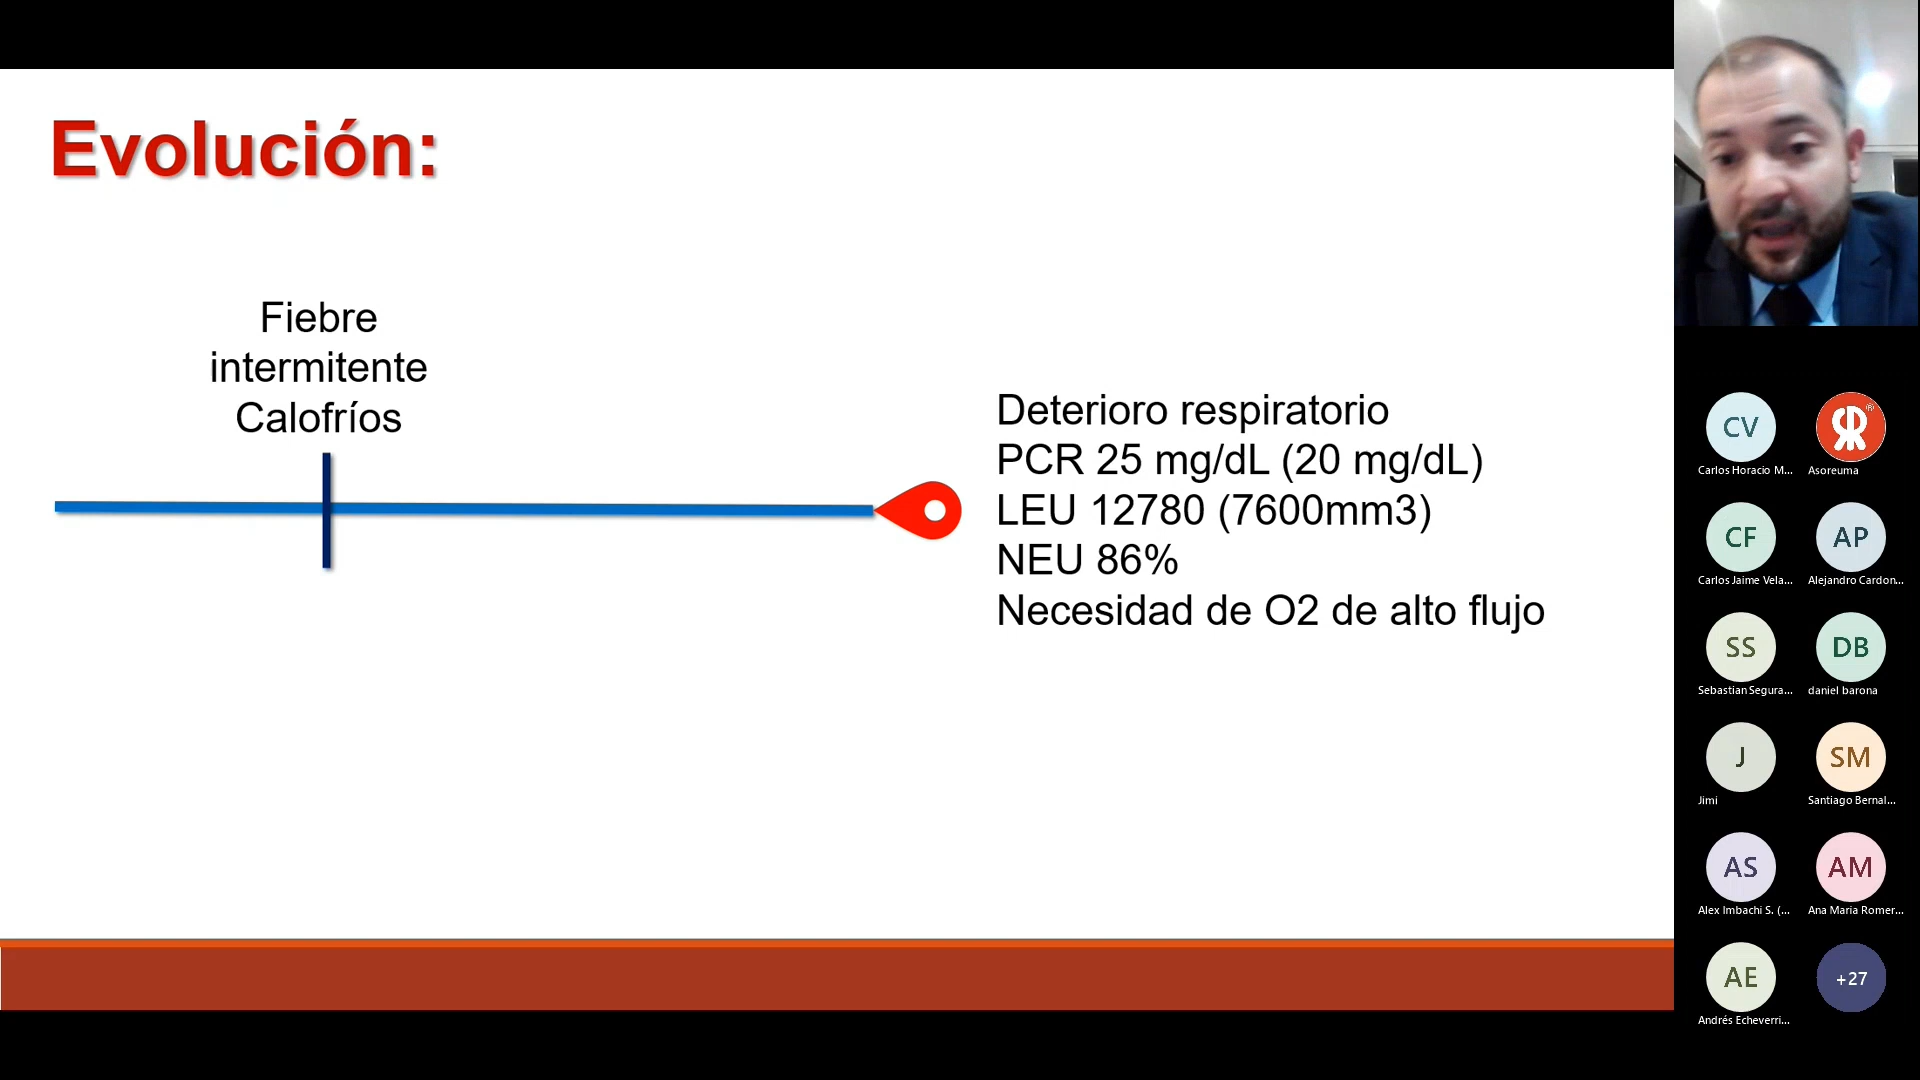 Evolución:
Fiebre
intermitente
Calofríos
Deterioro respiratorio
PCR 25 mg/dL (20 mg/dL)
LEU 12780 (7600mm3)
NEU 86%
Necesidad de O2 de alto flujo
CV
Carlos Horacio M...
Asoreuma
CF
Carlos Jaime Vela...
AP
Alejandro Cardon...
SS
Sebastian Segura...
DB
daniel barona
J
Jimi
SM
Santiago Bernal...
AS
Alex Imbachi S. (...
AM
Ana Maria Romer...
AE
Andrés Echeverri...
+27